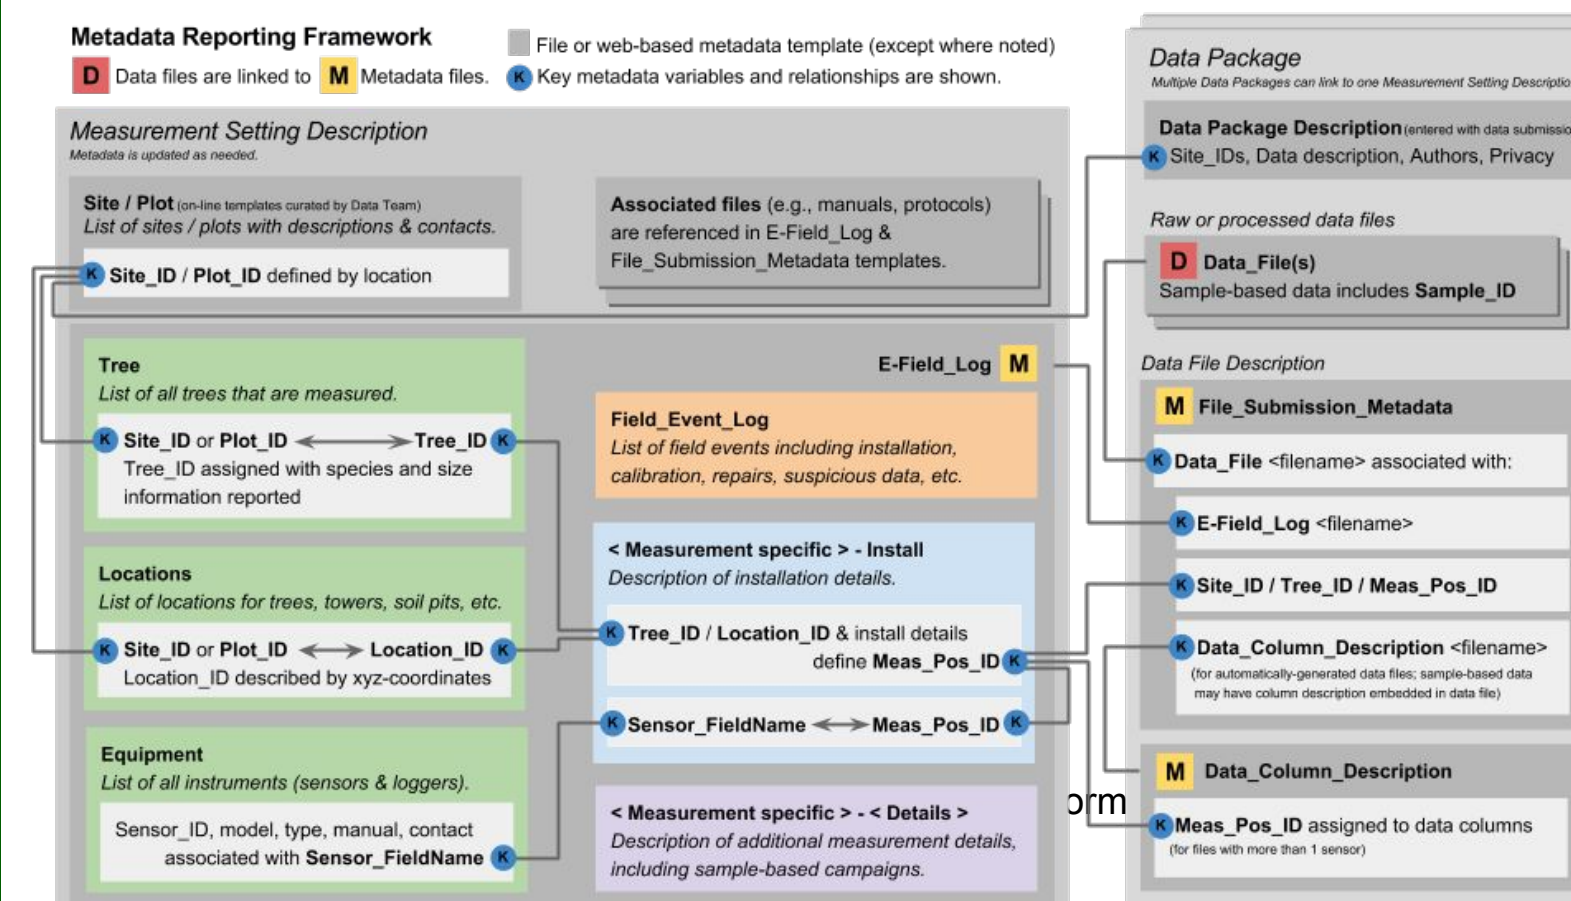 Metadata Reporting Framework
D Data files are linked to M Metadata files.
File or web-based metadata template (except where noted)
K Key metadata variables and relationships are shown.
Measurement Setting Description
Metadata is updated as needed.
Site / Plot (on-line templates curated by Data Team)
List of sites / plots with descriptions & contacts.
K Site_ID / Plot_ID defined by location
Associated files (e.g., manuals, protocols)
are referenced in E-Field_Log &
File_Submission_Metadata templates.
Tree
List of all trees that are measured.
K Site_ID or Plot_ID Tree_ID K
Tree_ID assigned with species and size
information reported
Locations
List of locations for trees, towers, soil pits, etc.
K Site_ID or Plot_ID Location_ID K
Location_ID described by xyz-coordinates
Equipment
List of all instruments (sensors & loggers).
Sensor_ID, model, type, manual, contact
associated with Sensor_FieldName K
E-Field_Log M
Field_Event_Log
List of field events including installation,
calibration, repairs, suspicious data, etc.
< Measurement specific > - Install
Description of installation details.
K Tree_ID / Location_ID & install details
define Meas_Pos_ID K
K Sensor_FieldName Meas_Pos_ID K
< Measurement specific > - < Details >
Description of additional measurement details,
including sample-based campaigns.
orm
Data Package
Multiple Data Packages can link to one Measurement Setting Descriptio
Data Package Description (entered with data submissio
K Site_IDs, Data description, Authors, Privacy
Raw or processed data files
D Data_File(s)
Sample-based data includes Sample_ID
Data File Description
M File_Submission_Metadata
K Data_File <filename> associated with:
K E-Field_Log <filename>
K Site_ID / Tree_ID / Meas_Pos_ID
K Data_Column_Description <filename>
(for automatically-generated data files; sample-based data
may have column description embedded in data file)
M Data_Column_Description
K Meas_Pos_ID assigned to data columns
(for files with more than 1 sensor)